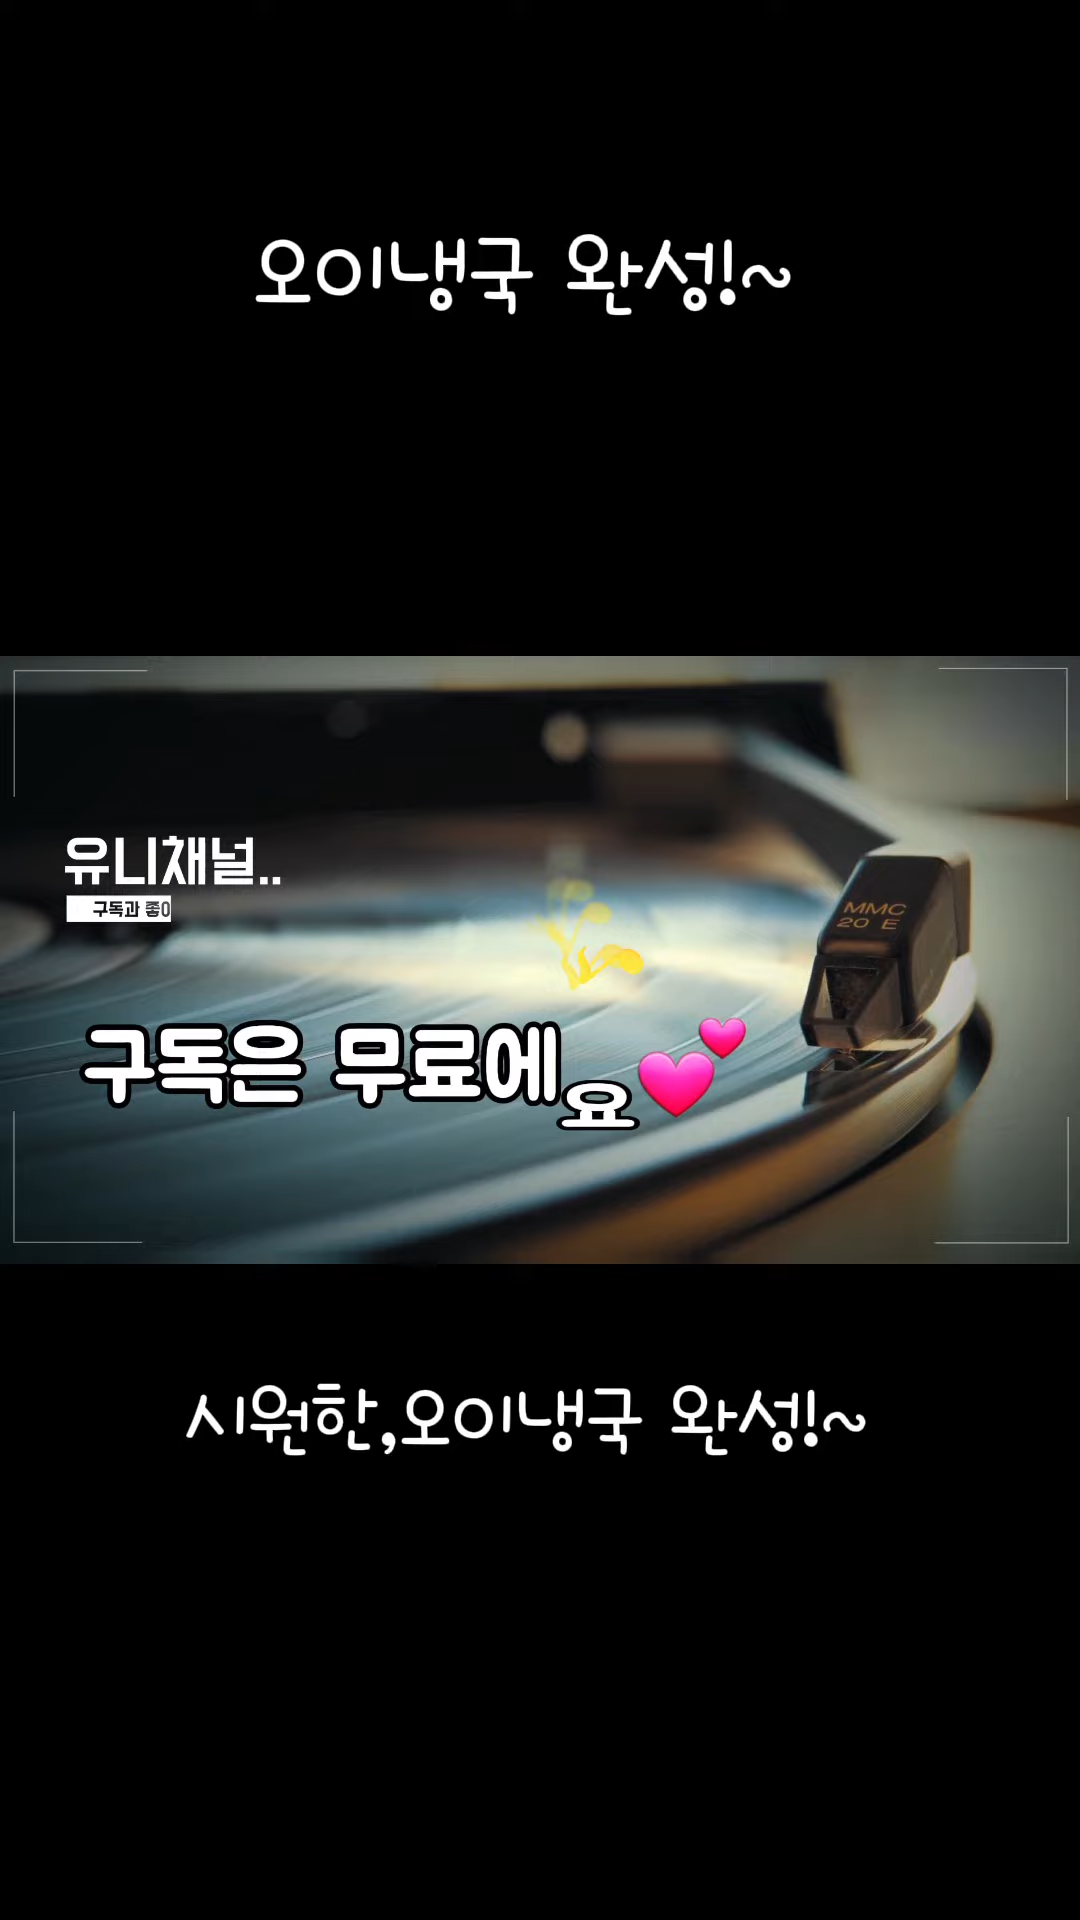 오이냉국 완성!~
유니채널..
구독과 좋
MMC
20 E
구독은 무료에요💕
시원한,오이냉국 완성!~